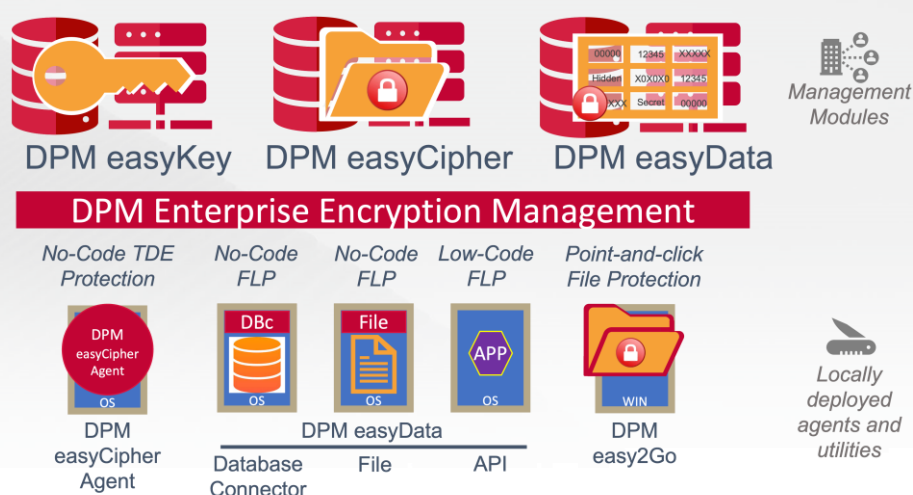 00000 12345 XXXXX
Hidden X0X0X0 12345
XXX Secret 00000
Management
Modules
DPM easyKey
DPM easyCipher
DPM easyData
DPM Enterprise Encryption Management
No-Code TDE
Protection
No-Code
FLP
No-Code
FLP
Low-Code
FLP
Point-and-click
File Protection
DPM
easyCipher
Agent
OS
DBc
OS
File
OS
APP
OS
WIN
Locally
deployed
agents and
utilities
DPM
easyCipher
Agent
DPM easyData
Database
Connector
File
API
DPM
easy2Go